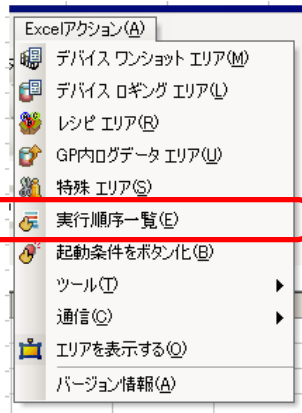 Excelアクション(A)
デバイス ワンショット エリア(M)
デバイス ロギング エリア(L)
レシピ エリア(R)
GP内ログデータ エリア(U)
特殊 エリア(S)
実行順序一覧(E)
起動条件をボタン化(B)
ツール(T)
通信(C)
エリアを表示する(O)
バージョン情報(A)